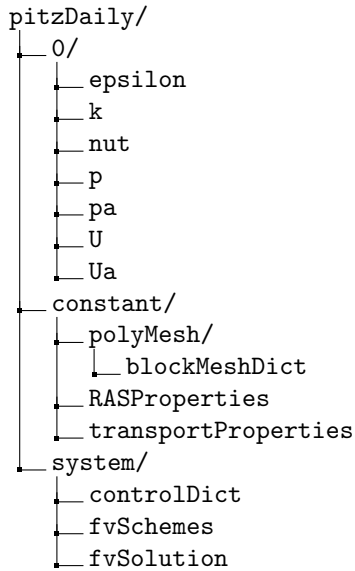 pitzDaily/
0/
epsilon
k
nut
p
pa
U
Ua
constant/
polyMesh/
blockMeshDict
RASProperties
transportProperties
system/
controlDict
fvSchemes
fvSolution